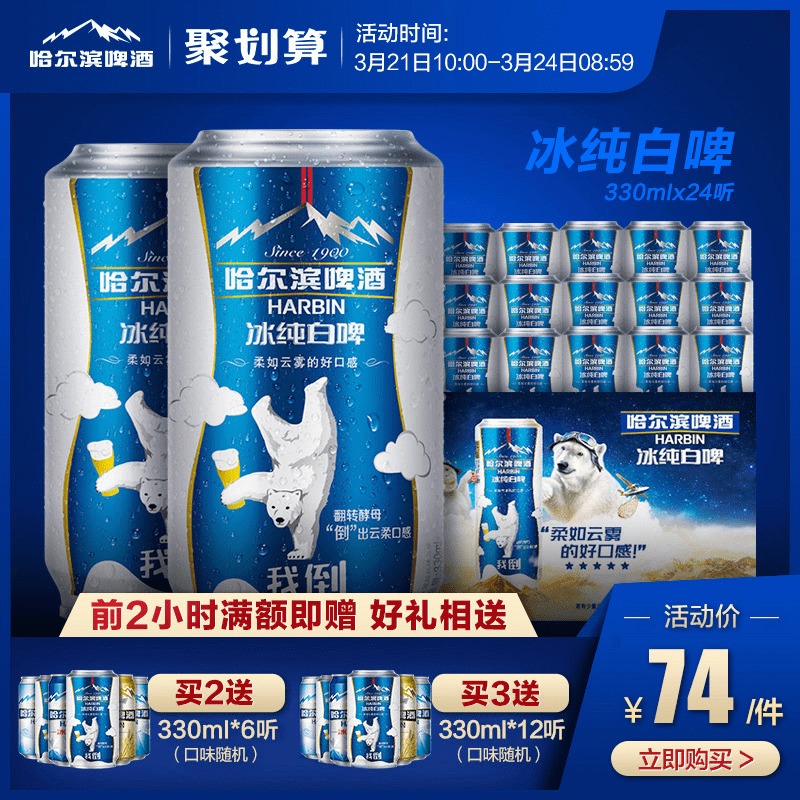 哈尔滨啤酒
聚划算
活动时间:
3月21日10:00-3月24日08:59
冰纯白啤
330mlx24听
Since 1900
哈尔滨啤酒
HARBIN
冰纯白啤
柔如云雾的好口感
翻转酵母
“倒”出云柔口感
我倒
330ml
哈尔滨啤酒
HARBIN
冰纯白啤
“柔如云雾
的好口感!”
★★★★★
前2小时满额即赠 好礼相送
买2送
330ml*6听
(口味随机)
买3送
330ml*12听
(口味随机)
活动价
¥74/件
立即购买 >